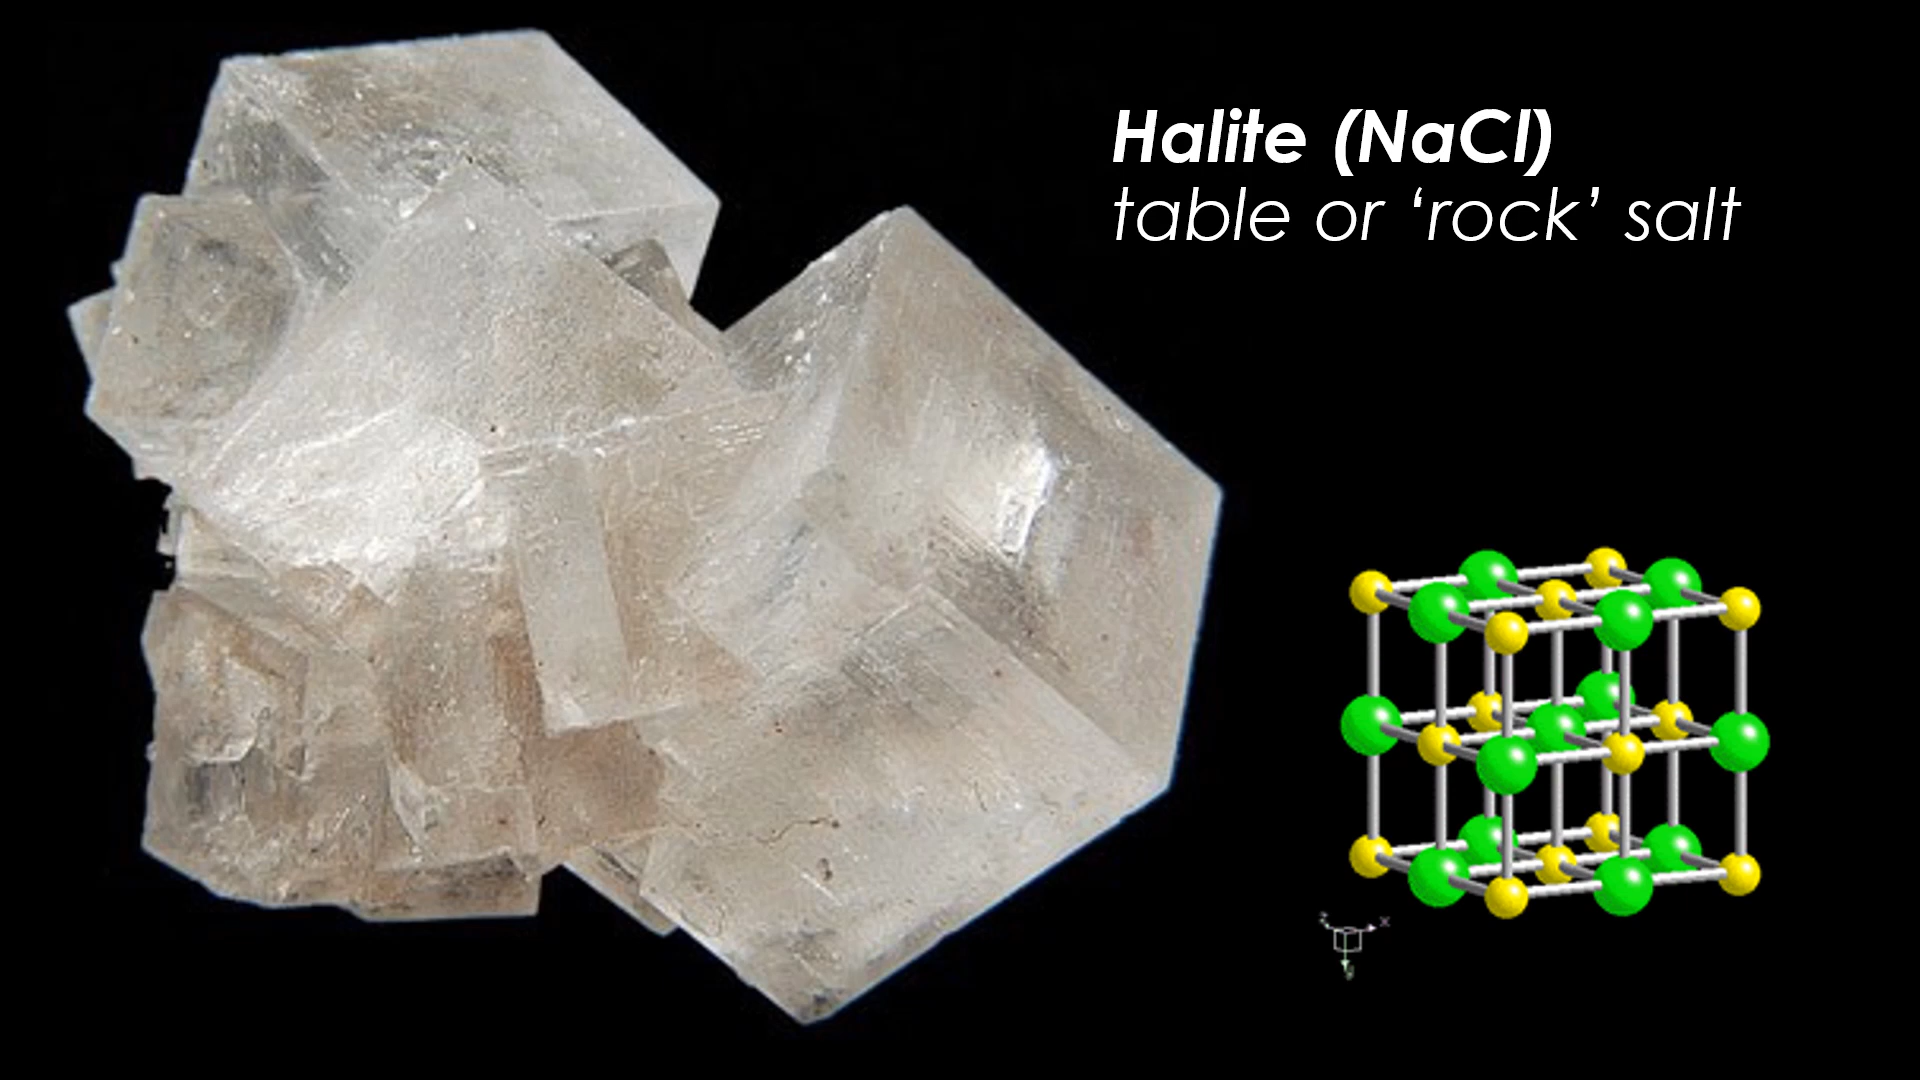 Halite (NaCl)
table or ‘rock’ salt
z
x
y